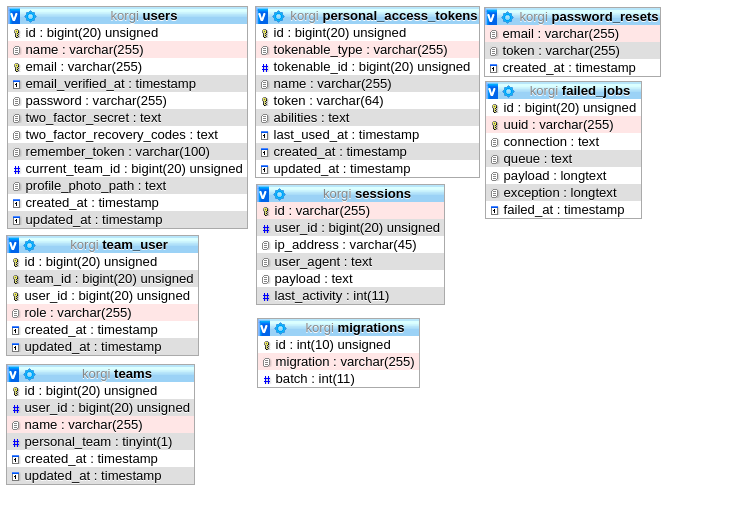 korgi users
id : bigint(20) unsigned
name : varchar(255)
email : varchar(255)
email_verified_at : timestamp
password : varchar(255)
two_factor_secret : text
two_factor_recovery_codes : text
remember_token : varchar(100)
current_team_id : bigint(20) unsigned
profile_photo_path : text
created_at : timestamp
updated_at : timestamp
korgi team_user
id : bigint(20) unsigned
team_id : bigint(20) unsigned
user_id : bigint(20) unsigned
role : varchar(255)
created_at : timestamp
updated_at : timestamp
korgi teams
id : bigint(20) unsigned
user_id : bigint(20) unsigned
name : varchar(255)
personal_team : tinyint(1)
created_at : timestamp
updated_at : timestamp
korgi personal_access_tokens
id : bigint(20) unsigned
tokenable_type : varchar(255)
tokenable_id : bigint(20) unsigned
name : varchar(255)
token : varchar(64)
abilities : text
last_used_at : timestamp
created_at : timestamp
updated_at : timestamp
korgi sessions
id : varchar(255)
user_id : bigint(20) unsigned
ip_address : varchar(45)
user_agent : text
payload : text
last_activity : int(11)
korgi migrations
id : int(10) unsigned
migration : varchar(255)
batch : int(11)
korgi password_resets
email : varchar(255)
token : varchar(255)
created_at : timestamp
korgi failed_jobs
id : bigint(20) unsigned
uuid : varchar(255)
connection : text
queue : text
payload : longtext
exception : longtext
failed_at : timestamp